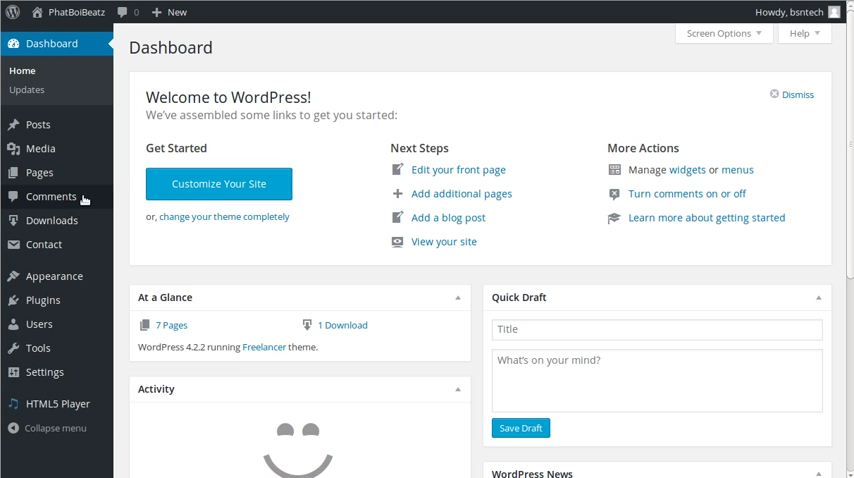 PhatBoiBeatz 0 New Howdy, bsntech
Screen Options Help
Dashboard
Home
Updates
Posts
Media
Pages
Comments
Downloads
Contact
Appearance
Plugins
Users
Tools
Settings
HTML5 Player
Collapse menu
Dashboard
Welcome to WordPress!
Dismiss
We've assembled some links to get you started:
Get Started
Customize Your Site
or, change your theme completely
Next Steps
Edit your front page
Add additional pages
Add a blog post
View your site
More Actions
Manage widgets or menus
Turn comments on or off
Learn more about getting started
At a Glance
7 Pages 1 Download
WordPress 4.2.2 running Freelancer theme.
Activity
Quick Draft
Title
What's on your mind?
Save Draft
WordPress News